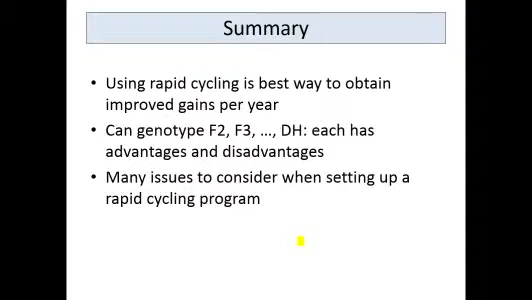 Summary
• Using rapid cycling is best way to obtain
improved gains per year
• Can genotype F2, F3, ..., DH: each has
advantages and disadvantages
• Many issues to consider when setting up a
rapid cycling program